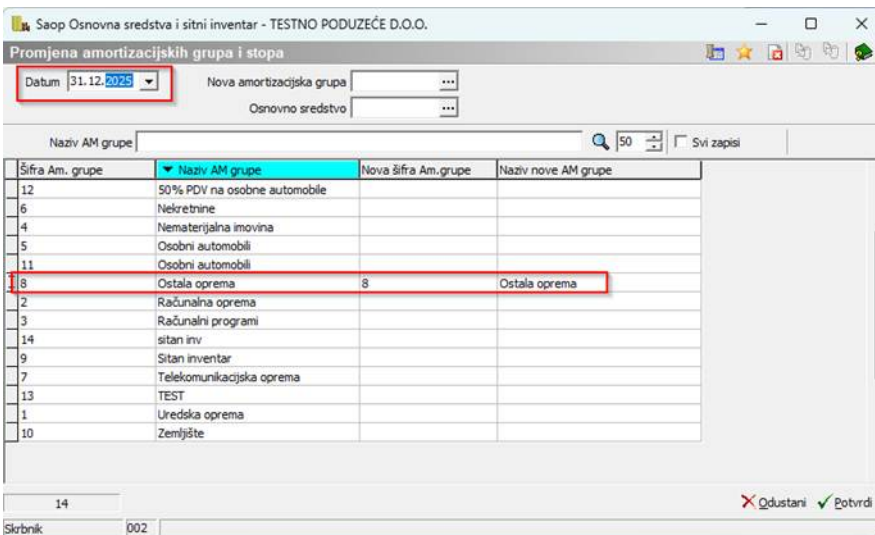 Saop Osnovna sredstva i sitni inventar - TESTNO PODUZEĆE D.O.O.
Promjena amortizacijskih grupa i stopa
Datum 31.12.2025 Nova amortizacijska grupa ...
Osnovno sredstvo ...
Naziv AM grupe 50 Svi zapisi
Šifra Am. grupe Naziv AM grupe Nova šifra Am.grupe Naziv nove AM grupe
12 50% PDV na osobne automobile
6 Nekretnine
4 Nematerijalna imovina
5 Osobni automobili
11 Osobni automobili
8 Ostala oprema 8 Ostala oprema
2 Računalna oprema
3 Računalni programi
14 sitan inv
9 Sitan inventar
7 Telekomunikacijska oprema
13 TEST
1 Uredska oprema
10 Zemljište
14 Odustani Potvrdi
Skrbnik 002